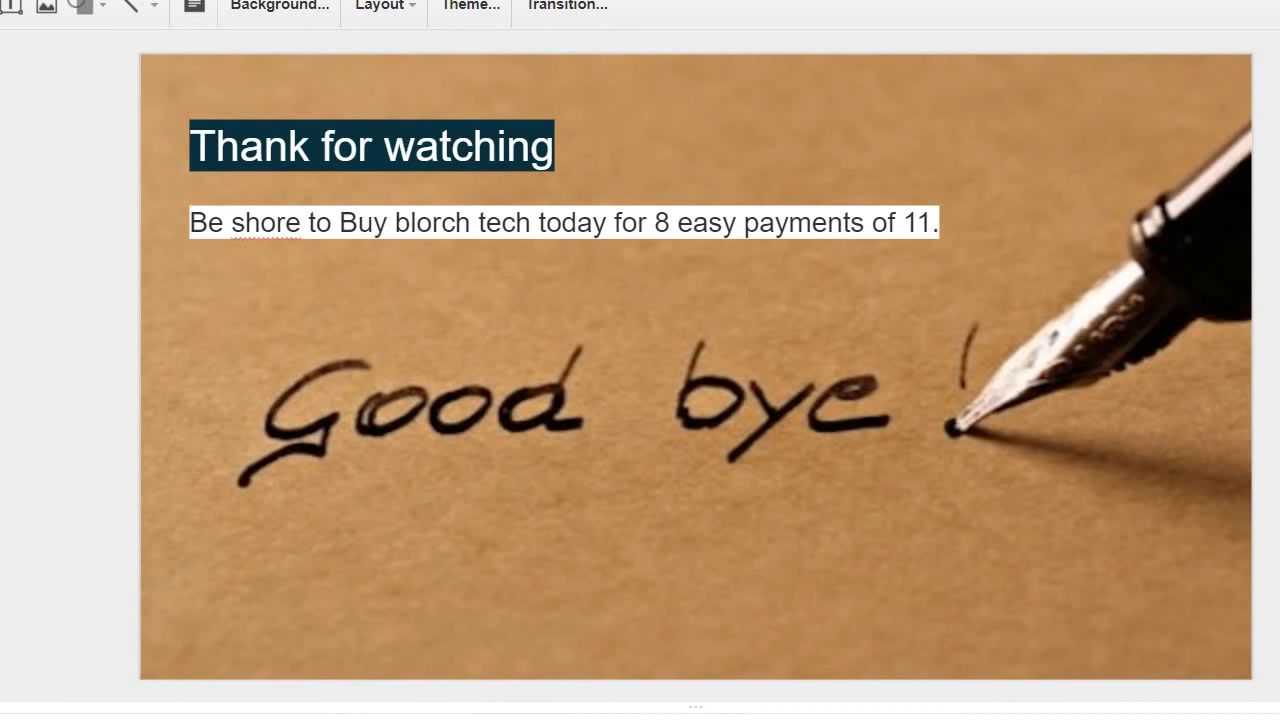 Background...
Layout
Theme...
Transition...
Thank for watching
Be shore to Buy blorch tech today for 8 easy payments of 11.
Good bye !